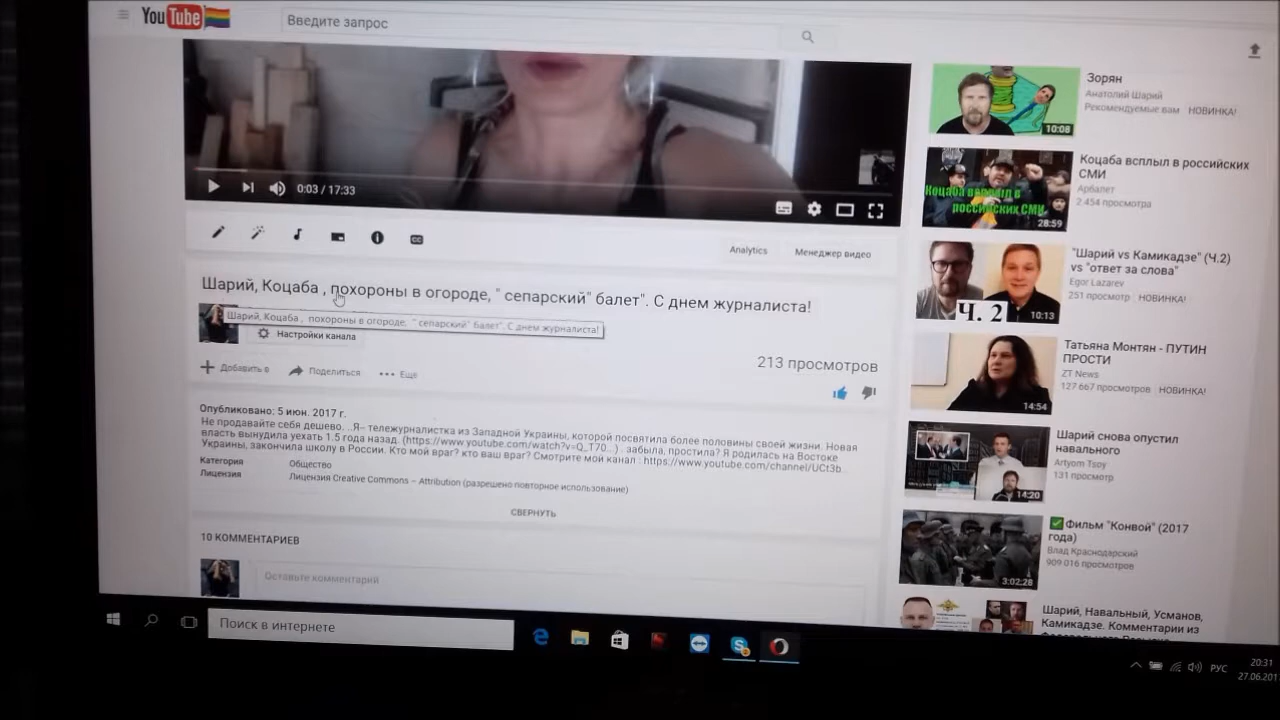 YouTube
Введите запрос
0:03 / 17:33
Analytics
Менеджер видео
Шарий, Коцаба , похороны в огороде, " сепарский" балет". С днем журналиста!
Шарий, Коцаба , похороны в огороде, " сепарский" балет". С днем журналиста!
Настройки канала
213 просмотров
Добавить в
Поделиться
Еще
Опубликовано: 5 июн. 2017 г.
Не продавайте себя дешево. ..Я-- тележурналистка из Западной Украины, которой посвятила более половины своей жизни. Новая
власть вынудила уехать 1.5 года назад. (https://www.youtube.com/watch?v=Q_T70...) . забыла, простила? Я родилась на Востоке
Украины, закончила школу в России. Кто мой враг? кто ваш враг? Смотрите мой канал : https://www.youtube.com/channel/UCt3b...
Категория
Общество
Лицензия
Лицензия Creative Commons – Attribution (разрешено повторное использование)
СВЕРНУТЬ
10 КОММЕНТАРИЕВ
Оставьте комментарий
Зорян
Анатолий Шарий
Рекомендуемые вам НОВИНКА!
10:08
Коцаба всплыл в российских
СМИ
Арбалет
2 454 просмотра
Коцаба всплыл в
российских СМИ
28:59
"Шарий vs Камикадзе" (Ч.2)
vs "ответ за слова"
Egor Lazarev
251 просмотр НОВИНКА!
Ч. 2
10:13
Татьяна Монтян - ПУТИН
ПРОСТИ
ZT News
127 667 просмотров НОВИНКА!
14:54
Шарий снова опустил
навального
Artyom Tsoy
131 просмотр
14:20
Фильм "Конвой" (2017
года)
Влад Краснодарский
909 016 просмотров
3:02:28
Шарий, Навальный, Усманов,
Камикадзе. Комментарии из
Поиск в интернете
РУС
20:31
27.06.201